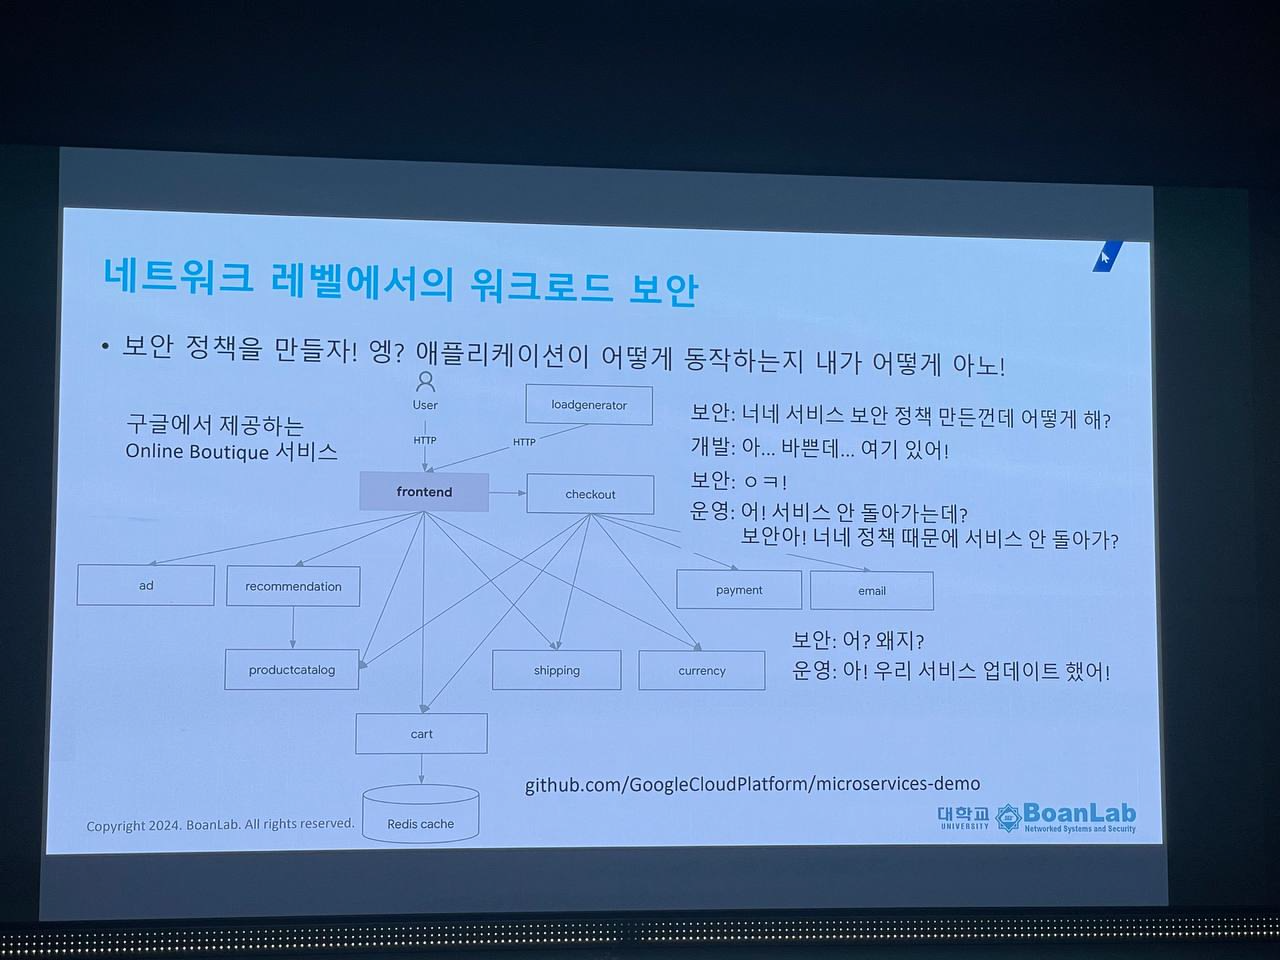 네트워크 레벨에서의 워크로드 보안
• 보안 정책을 만들자! 엥? 애플리케이션이 어떻게 동작하는지 내가 어떻게 아노!
구글에서 제공하는
Online Boutique 서비스
User
loadgenerator
HTTP
HTTP
frontend
checkout
ad
recommendation
payment
email
productcatalog
shipping
currency
cart
Redis cache
보안: 너네 서비스 보안 정책 만든껀데 어떻게 해?
개발: 아... 바쁜데... 여기 있어!
보안: ㅇㅋ!
운영: 어! 서비스 안 돌아가는데?
보안아! 너네 정책 때문에 서비스 안 돌아가?
보안: 어? 왜지?
운영: 아! 우리 서비스 업데이트 했어!
github.com/GoogleCloudPlatform/microservices-demo
Copyright 2024. BoanLab. All rights reserved.
대학교
UNIVERSITY
BoanLab
Networked Systems and Security